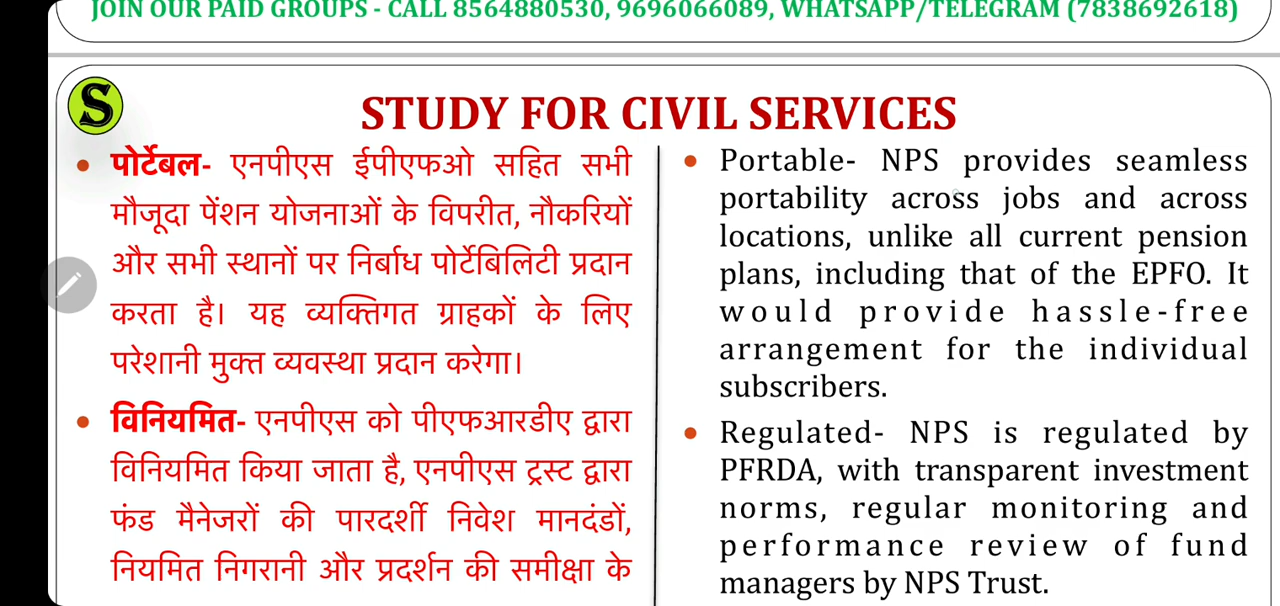 JOIN OUR PAID GROUPS - CALL 8564880530, 9696066089, WHATSAPP/TELEGRAM (7838692618)
S
STUDY FOR CIVIL SERVICES
• पोर्टेबल- एनपीएस ईपीएफओ सहित सभी
मौजूदा पेंशन योजनाओं के विपरीत, नौकरियों
और सभी स्थानों पर निर्बाध पोर्टेबिलिटी प्रदान
करता है। यह व्यक्तिगत ग्राहकों के लिए
परेशानी मुक्त व्यवस्था प्रदान करेगा।
• विनियमित- एनपीएस को पीएफआरडीए द्वारा
विनियमित किया जाता है, एनपीएस ट्रस्ट द्वारा
फंड मैनेजरों की पारदर्शी निवेश मानदंडों,
नियमित निगरानी और प्रदर्शन की समीक्षा के
• Portable- NPS provides seamless
portability across jobs and across
locations, unlike all current pension
plans, including that of the EPFO. It
would provide hassle-free
arrangement for the individual
subscribers.
• Regulated- NPS is regulated by
PFRDA, with transparent investment
norms, regular monitoring and
performance review of fund
managers by NPS Trust.